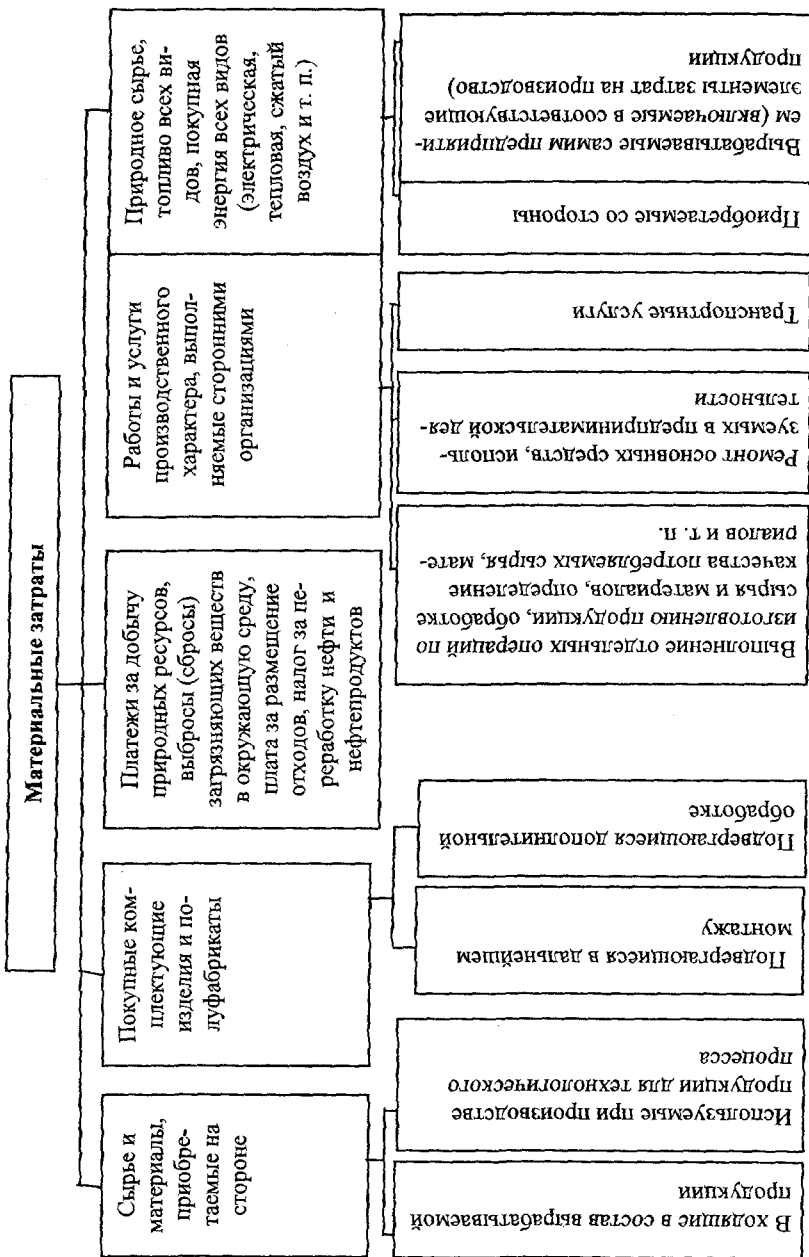 Материальные затраты
Сырье и
материалы,
приобре-
таемые на
стороне
Покупные ком-
плектующие
изделия и по-
луфабрикаты
Платежи за добычу
природных ресурсов,
выбросы (сбросы)
загрязняющих веществ
в окружающую среду,
плата за размещение
отходов, налог за пе-
реработку нефти и
нефтепродуктов
Работы и услуги
производственного
характера, выпол-
няемые сторонними
организациями
Природное сырье,
топливо всех ви-
дов, покупная
энергия всех видов
(электрическая,
тепловая, сжатый
воздух и т. п.)
В ходящие в состав вырабатываемой
продукции
Используемые при производстве
продукции для технологического
процесса
Подвергающиеся в дальнейшем
монтажу
Подвергающиеся дополнительной
обработке
Выполнение отдельных операций по
изготовлению продукции, обработке
сырья и материалов, определение
качества потребляемых сырья, мате-
риалов и т. п.
Ремонт основных средств, исполь-
зуемых в предпринимательской дея-
тельности
Транспортные услуги
Приобретаемые со стороны
Вырабатываемые самим предприяти-
ем (включаемые в соответствующие
элементы затрат на производство)
продукции